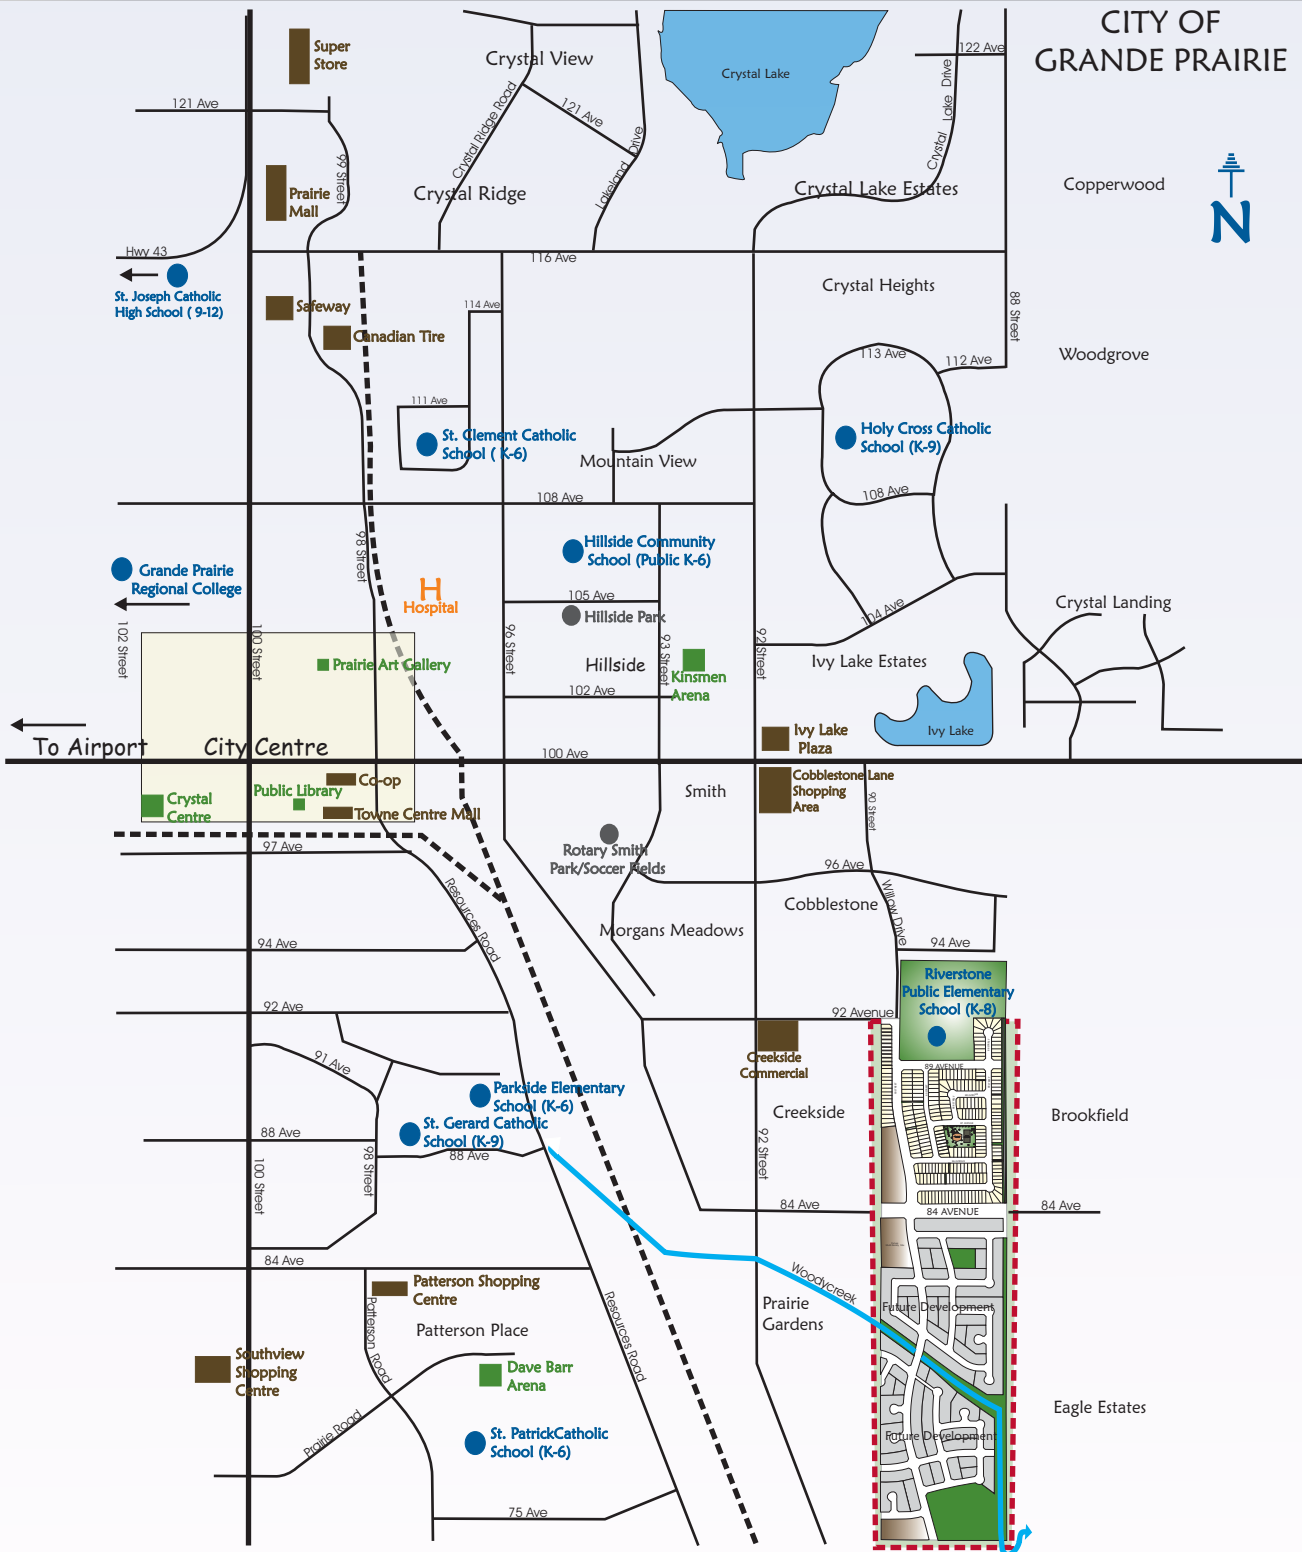 CITY OF
GRANDE PRAIRIE
Super
Store
Crystal View
Crystal Lake
122 Ave
121 Ave
121 Ave
Crystal Ridge Road
Lakeland Drive
Crystal Lake Drive
99 Street
Prairie
Mall
Crystal Ridge
Crystal Lake Estates
Copperwood
N
Hwy 43
116 Ave
St. Joseph Catholic
High School ( 9-12)
Safeway
Canadian Tire
114 Ave
Crystal Heights
88 Street
113 Ave
112 Ave
Woodgrove
111 Ave
St. Clement Catholic
School ( K-6)
Mountain View
Holy Cross Catholic
School (K-9)
108 Ave
108 Ave
98 Street
Hillside Community
School (Public K-6)
Grande Prairie
Regional College
H
Hospital
105 Ave
Hillside Park
104 Ave
Crystal Landing
102 Street
100 Street
96 Street
93 Street
92 Street
Prairie Art Gallery
Hillside
Kinsmen
Arena
Ivy Lake Estates
102 Ave
To Airport
City Centre
100 Ave
Ivy Lake
Plaza
Ivy Lake
Co-op
Public Library
Crystal
Centre
Towne Centre Mall
Smith
Cobblestone Lane
Shopping
Area
90 Street
97 Ave
Rotary Smith
Park/Soccer Fields
96 Ave
Resources Road
Willow Drive
Cobblestone
Morgans Meadows
94 Ave
94 Ave
Riverstone
Public Elementary
School (K-8)
92 Ave
92 Avenue
91 Ave
Creekside
Commercial
89 AVENUE
Parkside Elementary
School (K-6)
St. Gerard Catholic
School (K-9)
Creekside
Brookfield
88 Ave
88 Ave
98 Street
100 Street
92 Street
84 Ave
84 AVENUE
84 Ave
84 Ave
Woodycreek
Patterson Shopping
Centre
Patterson Road
Patterson Place
Resources Road
Prairie
Gardens
Future Development
Southview
Shopping
Centre
Dave Barr
Arena
Eagle Estates
Prairie Road
St. PatrickCatholic
School (K-6)
Future Development
75 Ave